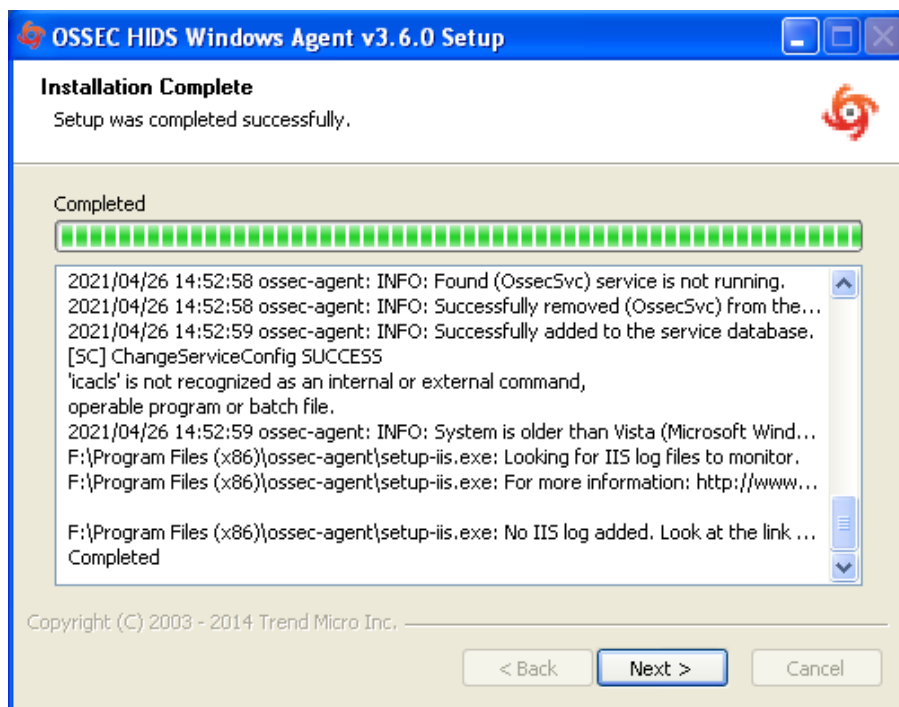 OSSEC HIDS Windows Agent v3.6.0 Setup
Installation Complete
Setup was completed successfully.
Completed
2021/04/26 14:52:58 ossec-agent: INFO: Found (OssecSvc) service is not running.
2021/04/26 14:52:58 ossec-agent: INFO: Successfully removed (OssecSvc) from the...
2021/04/26 14:52:59 ossec-agent: INFO: Successfully added to the service database.
[SC] ChangeServiceConfig SUCCESS
'icacls' is not recognized as an internal or external command,
operable program or batch file.
2021/04/26 14:52:59 ossec-agent: INFO: System is older than Vista (Microsoft Wind...
F:\Program Files (x86)\ossec-agent\setup-iis.exe: Looking for IIS log files to monitor.
F:\Program Files (x86)\ossec-agent\setup-iis.exe: For more information: http://www...
F:\Program Files (x86)\ossec-agent\setup-iis.exe: No IIS log added. Look at the link ...
Completed
Copyright (C) 2003 - 2014 Trend Micro Inc.
< Back Next > Cancel